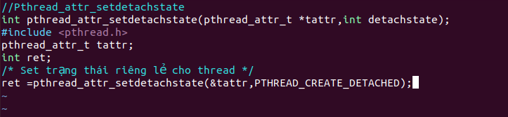 //Pthread_attr_setdetachstate
int pthread_attr_setdetachstate(pthread_attr_t *tattr,int detachstate);
#include <pthread.h>
pthread_attr_t tattr;
int ret;
/* Set trạng thái riêng lẻ cho thread */
ret =pthread_attr_setdetachstate(&tattr,PTHREAD_CREATE_DETACHED);
~
~